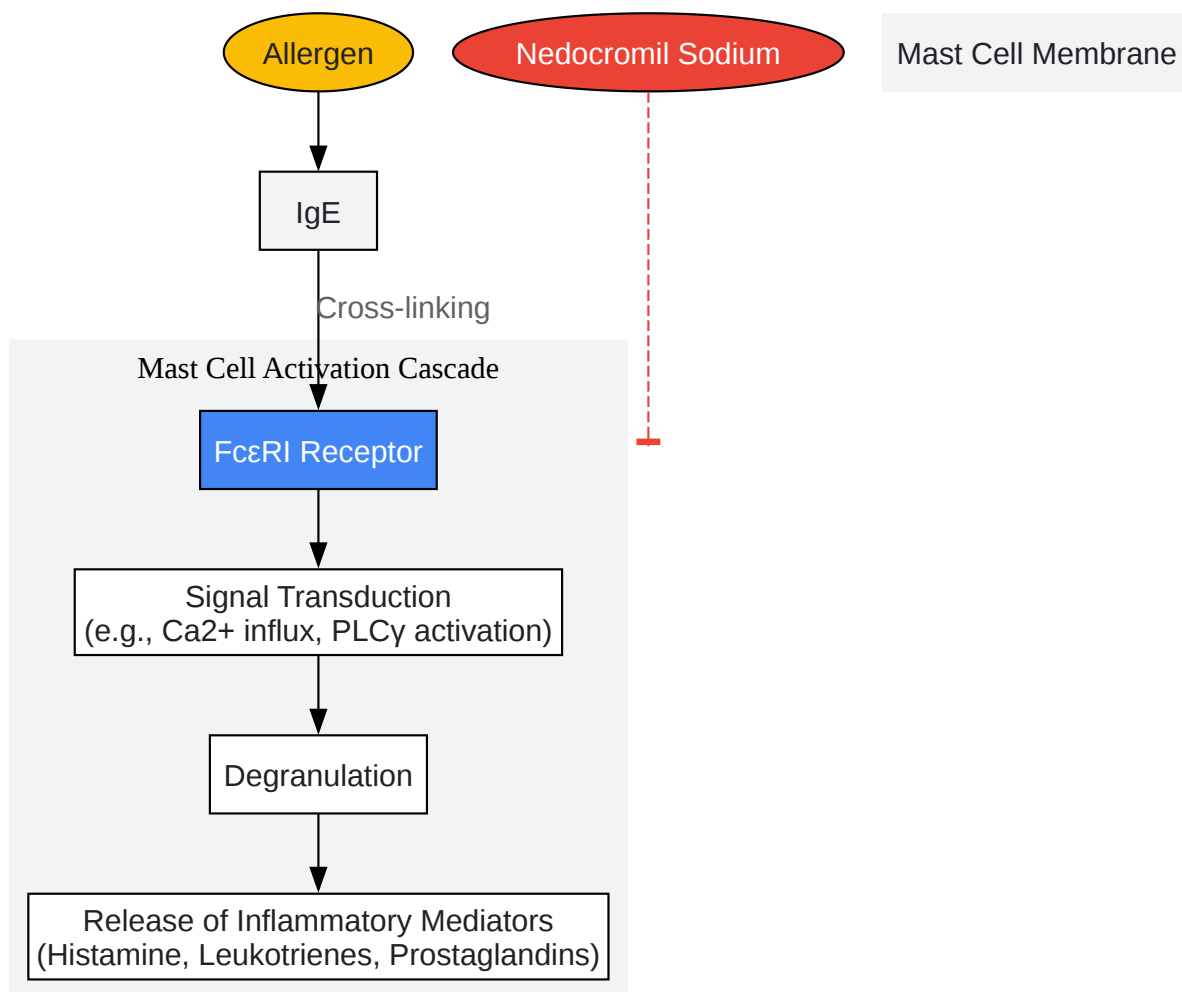 Allergen
Nedocromil Sodium
Mast Cell Membrane
IgE
Cross-linking
Mast Cell Activation Cascade
FcεRI Receptor
Signal Transduction
(e.g., Ca2+ influx, PLCγ activation)
Degranulation
Release of Inflammatory Mediators
(Histamine, Leukotrienes, Prostaglandins)